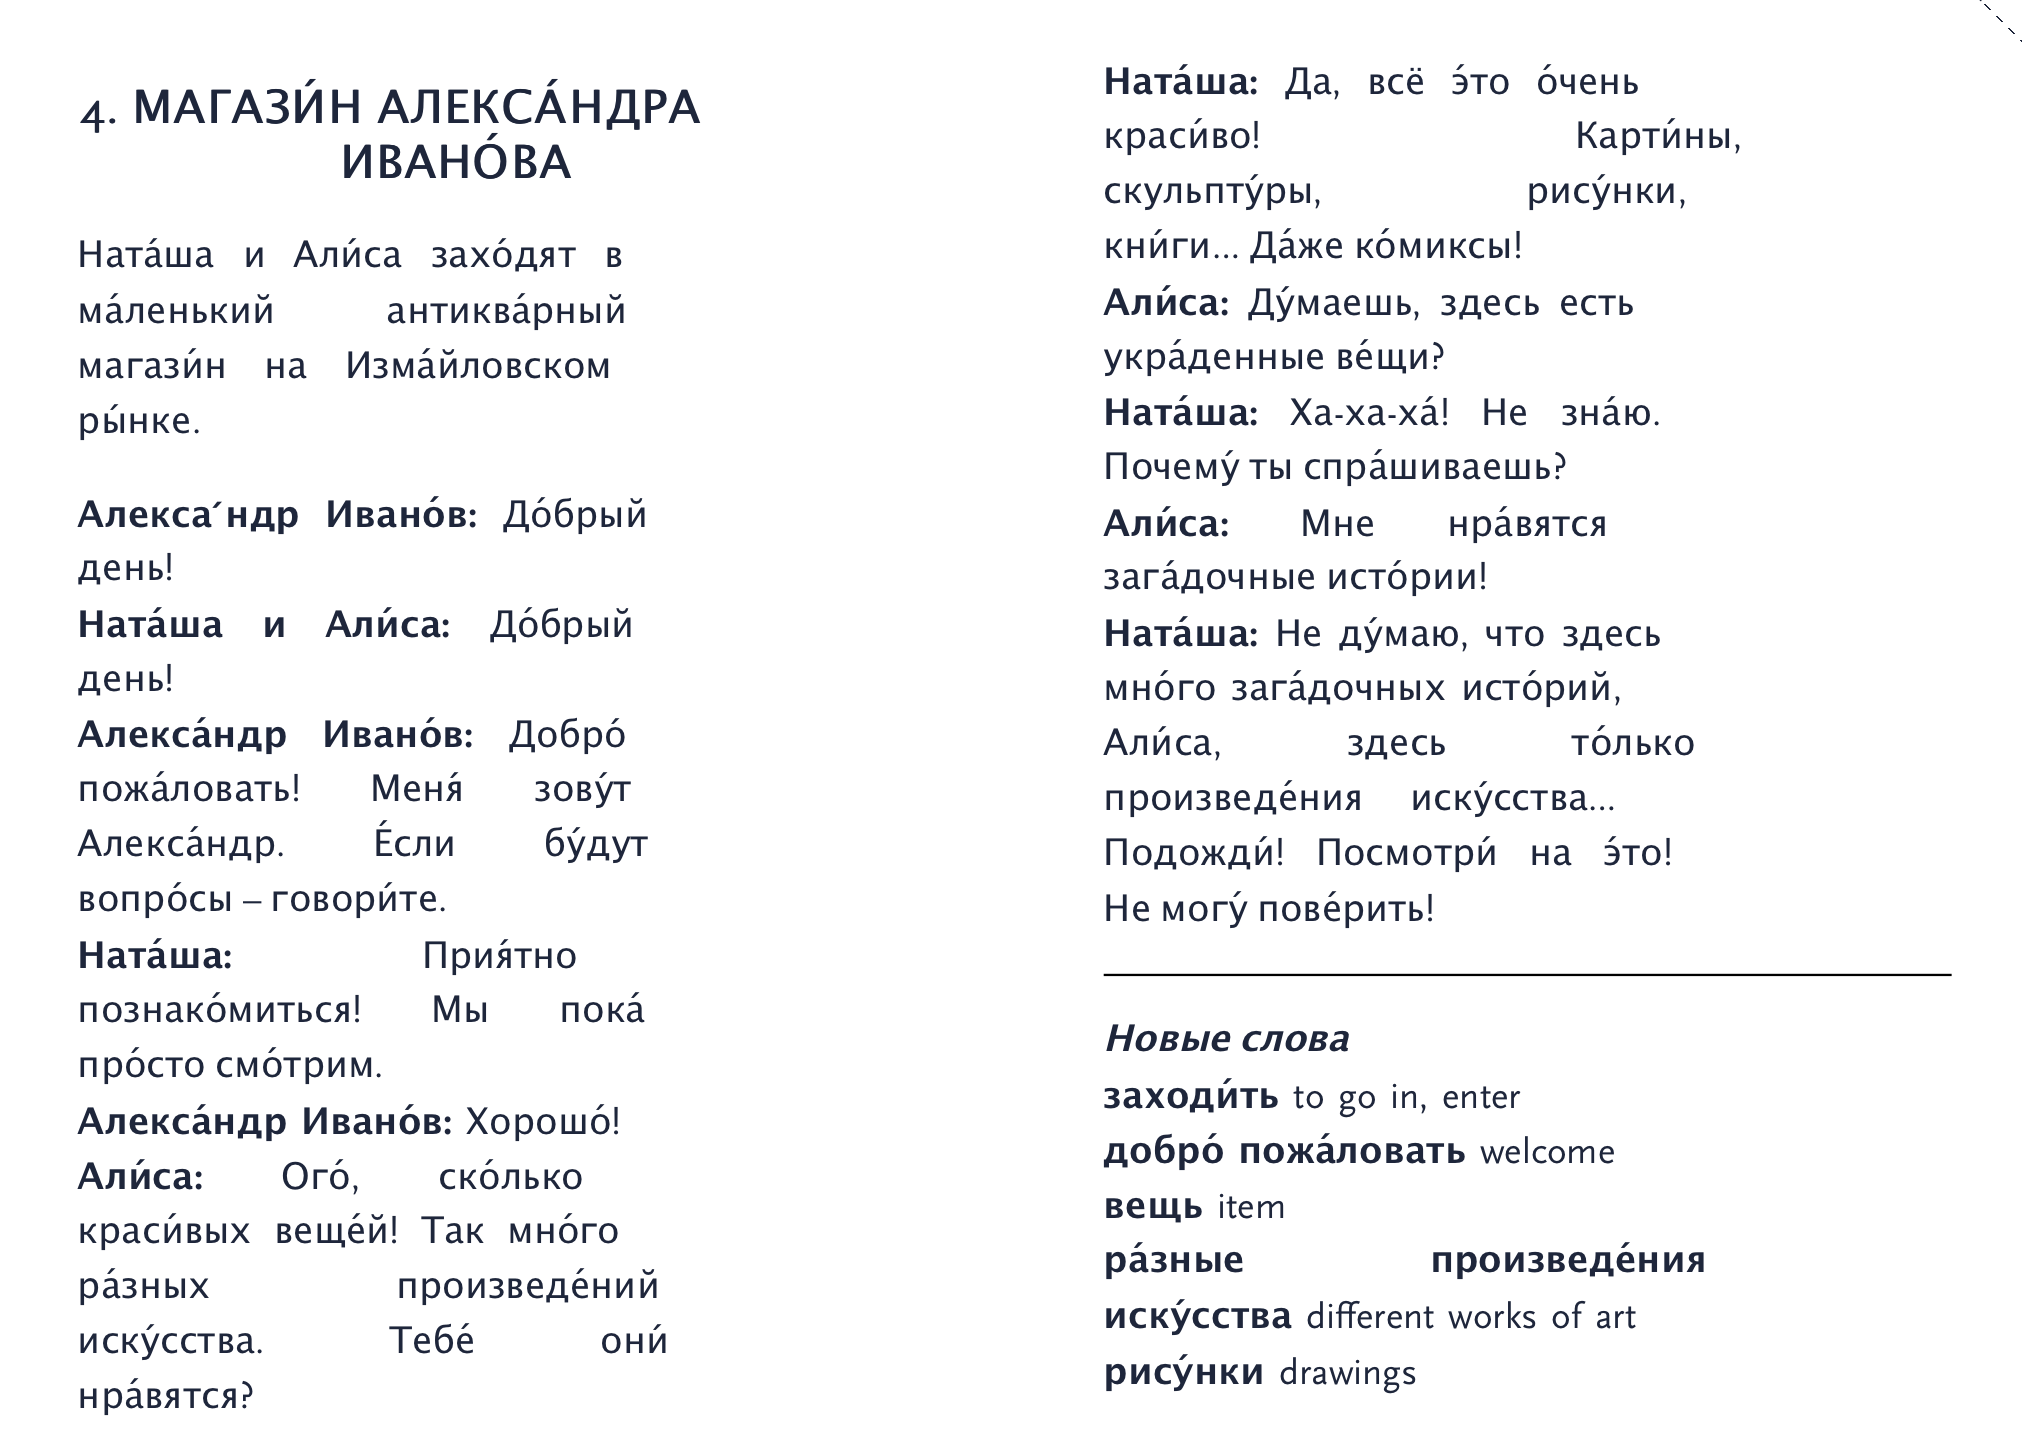 4. МАГАЗИ́Н АЛЕКСА́НДРА
ИВАНО́ВА
Ната́ша и Али́са захо́дят в
ма́ленький антиква́рный
магази́н на Изма́йловском
ры́нке.
Алекса´ндр Ивано́в: До́брый
день!
Ната́ша и Али́са: До́брый
день!
Алекса́ндр Ивано́в: Добро́
пожа́ловать! Меня́ зову́т
Алекса́ндр. Е́сли бу́дут
вопро́сы – говори́те.
Ната́ша: Прия́тно
познако́миться! Мы пока́
про́сто смо́трим.
Алекса́ндр Ивано́в: Хорошо́!
Али́са: Ого́, ско́лько
краси́вых веще́й! Так мно́го
ра́зных произведе́ний
иску́сства. Тебе́ они́
нра́вятся?
Ната́ша: Да, всё э́то о́чень
краси́во! Карти́ны,
скульпту́ры, рису́нки,
кни́ги... Да́же ко́миксы!
Али́са: Ду́маешь, здесь есть
укра́денные ве́щи?
Ната́ша: Ха-ха-ха́! Не зна́ю.
Почему́ ты спра́шиваешь?
Али́са: Мне нра́вятся
зага́дочные исто́рии!
Ната́ша: Не ду́маю, что здесь
мно́го зага́дочных исто́рий,
Али́са, здесь то́лько
произведе́ния иску́сства...
Подожди́! Посмотри́ на э́то!
Не могу́ пове́рить!
Новые слова
заходи́ть to go in, enter
добро́ пожа́ловать welcome
вещь item
ра́зные произведе́ния
иску́сства different works of art
рису́нки drawings